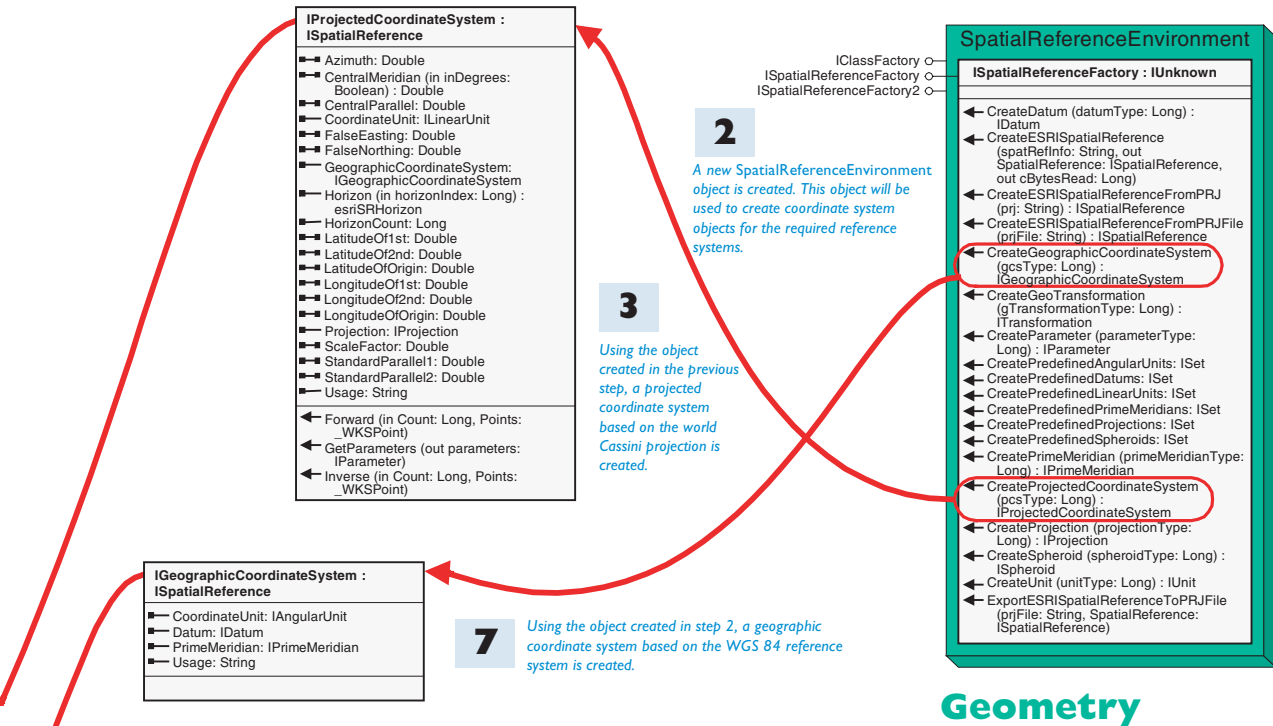 IProjectedCoordinateSystem :
ISpatialReference
Azimuth: Double
CentralMeridian (in inDegrees:
Boolean) : Double
CentralParallel: Double
CoordinateUnit: ILinearUnit
FalseEasting: Double
FalseNorthing: Double
GeographicCoordinateSystem:
IGeographicCoordinateSystem
Horizon (in horizonIndex: Long) :
esriSRHorizon
HorizonCount: Long
LatitudeOf1st: Double
LatitudeOf2nd: Double
LatitudeOfOrigin: Double
LongitudeOf1st: Double
LongitudeOf2nd: Double
LongitudeOfOrigin: Double
Projection: IProjection
ScaleFactor: Double
StandardParallel1: Double
StandardParallel2: Double
Usage: String
Forward (in Count: Long, Points:
_WKSPoint)
GetParameters (out parameters:
IParameter)
Inverse (in Count: Long, Points:
_WKSPoint)
IClassFactory
ISpatialReferenceFactory
ISpatialReferenceFactory2
2
A new SpatialReferenceEnvironment
object is created. This object will be
used to create coordinate system
objects for the required reference
systems.
3
Using the object
created in the previous
step, a projected
coordinate system
based on the world
Cassini projection is
created.
SpatialReferenceEnvironment
ISpatialReferenceFactory : IUnknown
CreateDatum (datumType: Long) :
IDatum
CreateESRISpatialReference
(spatRefInfo: String, out
SpatialReference: ISpatialReference,
out cBytesRead: Long)
CreateESRISpatialReferenceFromPRJ
(prj: String) : ISpatialReference
CreateESRISpatialReferenceFromPRJFile
(prjFile: String) : ISpatialReference
CreateGeographicCoordinateSystem
(gcsType: Long) :
IGeographicCoordinateSystem
CreateGeoTransformation
(gTransformationType: Long) :
ITransformation
CreateParameter (parameterType:
Long) : IParameter
CreatePredefinedAngularUnits: ISet
CreatePredefinedDatums: ISet
CreatePredefinedLinearUnits: ISet
CreatePredefinedPrimeMeridians: ISet
CreatePredefinedProjections: ISet
CreatePredefinedSpheroids: ISet
CreatePrimeMeridian (primeMeridianType:
Long) : IPrimeMeridian
CreateProjectedCoordinateSystem
(pcsType: Long) :
IProjectedCoordinateSystem
CreateProjection (projectionType:
Long) : IProjection
CreateSpheroid (spheroidType: Long) :
ISpheroid
CreateUnit (unitType: Long) : IUnit
ExportESRISpatialReferenceToPRJFile
(prjFile: String, SpatialReference:
ISpatialReference)
IGeographicCoordinateSystem :
ISpatialReference
CoordinateUnit: IAngularUnit
Datum: IDatum
PrimeMeridian: IPrimeMeridian
Usage: String
7
Using the object created in step 2, a geographic
coordinate system based on the WGS 84 reference
system is created.
Geometry